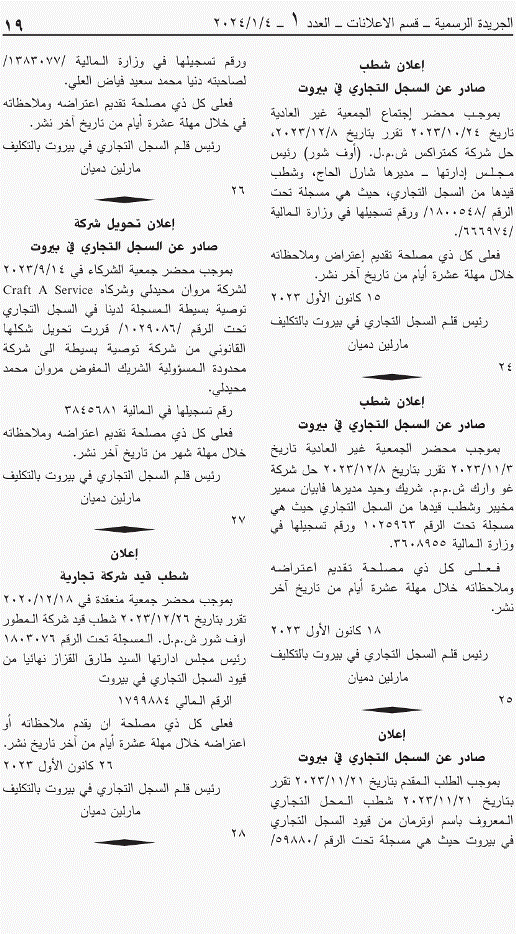 الجريدة الرسمية ـ قسم الاعلانات ـ العدد ١ ـ ٢٠٢٤/١/٤
١٩
إعلان شطب
صادر عن السجل التجاري في بيروت
بموجب محضر إجتماع الجمعية غير العادية
تاريخ ٢٠٢٣/١٠/٢٤ تقرر بتاريخ ٢٠٢٣/١٢/٨،
حل شركة كمتراكس ش.م.ل. (أوف شور) رئيس
مجلس إدارتها ـ مديرها شارل الحاج، وشطب
قيدها من السجل التجاري، حيث هي مسجلة تحت
الرقم /١٨٠٠٥٤٨/ ورقم تسجيلها في وزارة المالية
/٦٦٦٩٧٤/.
فعلى كل ذي مصلحة تقديم إعتراض وملاحظاته
خلال مهلة عشرة أيام من تاريخ آخر نشر.
١٥ كانون الأول ٢٠٢٣
رئيس قلم السجل التجاري في بيروت بالتكليف
مارلين دميان
٢٤
إعلان شطب
صادر عن السجل التجاري في بيروت
بموجب محضر الجمعية غير العادية تاريخ
٢٠٢٣/١١/٣ تقرر بتاريخ ٢٠٢٣/١٢/٨ حل شركة
غو وارك ش.م.م. شريك وحيد مديرها فابيان سمير
مخيبر وشطب قيدها من السجل التجاري حيث هي
مسجلة تحت الرقم ١٠٢٥٩٦٣ ورقم تسجيلها في
وزارة المالية ٣٦٠٨٩٥٥.
فعلى كل ذي مصلحة تقديم اعتراضه
وملاحظاته خلال مهلة عشرة أيام من تاريخ آخر
نشر.
١٨ كانون الأول ٢٠٢٣
رئيس قلم السجل التجاري في بيروت بالتكليف
مارلين دميان
٢٥
إعلان
صادر عن السجل التجاري في بيروت
بموجب الطلب المقدم بتاريخ ٢٠٢٣/١١/٢١ تقرر
بتاريخ ٢٠٢٣/١١/٢١ شطب المحل التجاري
المعروف باسم اوترمان من قيود السجل التجاري
في بيروت حيث هي مسجلة تحت الرقم /٥٩٨٨٠/
ورقم تسجيلها في وزارة المالية /١٣٨٣٠٧٧/
لصاحبته دنيا محمد سعيد فياض العلي.
فعلى كل ذي مصلحة تقديم اعتراضه وملاحظاته
في خلال مهلة عشرة أيام من تاريخ آخر نشر.
رئيس قلم السجل التجاري في بيروت بالتكليف
مارلين دميان
٢٦
إعلان تحويل شركة
صادر عن السجل التجاري في بيروت
بموجب محضر جمعية الشركاء في ٢٠٢٣/٩/١٤
لشركة مروان محيدلي وشركاه Craft A Service
توصية بسيطة المسجلة لدينا في السجل التجاري
تحت الرقم /١٠٢٩٠٨٦/ قررت تحويل شكلها
القانوني من شركة توصية بسيطة الى شركة
محدودة المسؤولية الشريك المفوض مروان محمد
محيدلي.
رقم تسجيلها في المالية ٣٨٤٥٦٨١
فعلى كل ذي مصلحة تقديم اعتراضه وملاحظاته
خلال مهلة شهر من تاريخ آخر نشر.
رئيس قلم السجل التجاري في بيروت بالتكليف
مارلين دميان
٢٧
إعلان
شطب قيد شركة تجارية
بموجب محضر جمعية منعقدة في ٢٠٢٠/١٢/١٨
تقرر بتاريخ ٢٠٢٣/١٢/٢٦ شطب قيد شركة المطور
اوف شور ش.م.ل. المسجلة تحت الرقم ١٨٠٣٠٧٦
رئيس مجلس ادارتها السيد طارق القزاز نهائيا من
قيود السجل التجاري في بيروت
الرقم المالي ١٧٩٩٨٨٤
فعلى كل ذي مصلحة ان يقدم ملاحظاته أو
اعتراضه خلال مهلة عشرة أيام من آخر تاريخ نشر.
٢٦ كانون الأول ٢٠٢٣
رئيس قلم السجل التجاري في بيروت بالتكليف
مارلين دميان
٢٨